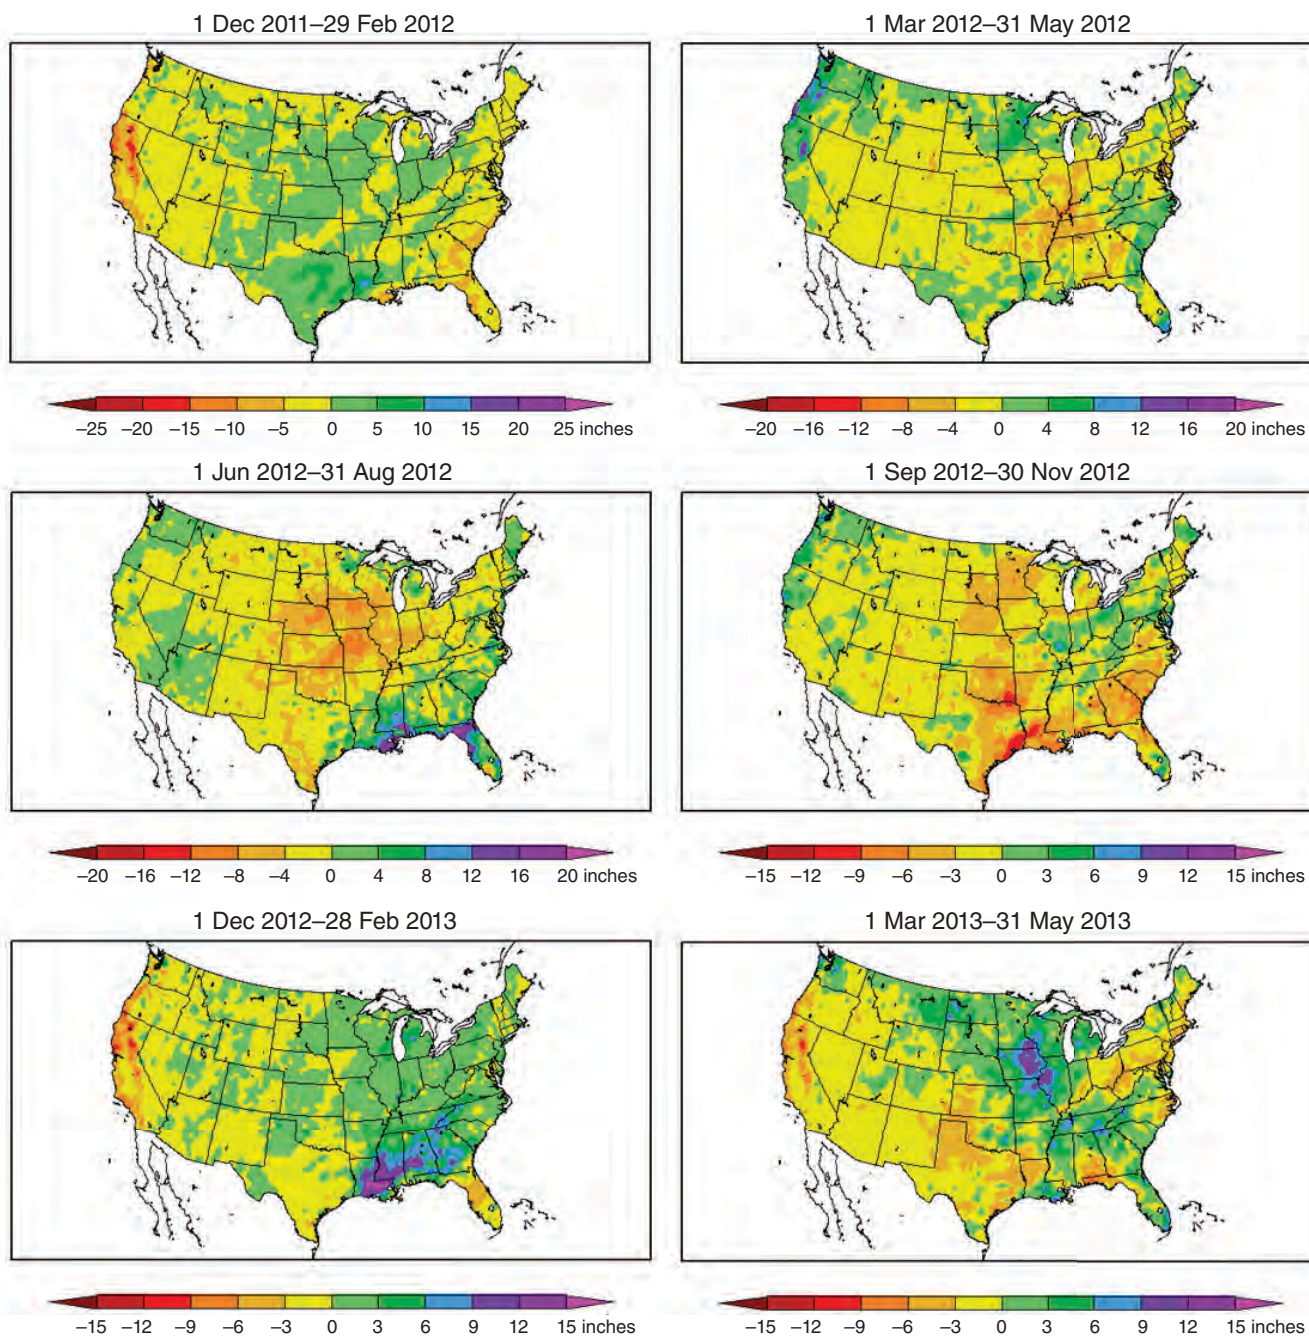 1 Dec 2011–29 Feb 2012
1 Mar 2012–31 May 2012
–25 –20 –15 –10 –5 0 5 10 15 20 25 inches
–20 –16 –12 –8 –4 0 4 8 12 16 20 inches
1 Jun 2012–31 Aug 2012
1 Sep 2012–30 Nov 2012
–20 –16 –12 –8 –4 0 4 8 12 16 20 inches
–15 –12 –9 –6 –3 0 3 6 9 12 15 inches
1 Dec 2012–28 Feb 2013
1 Mar 2013–31 May 2013
–15 –12 –9 –6 –3 0 3 6 9 12 15 inches
–15 –12 –9 –6 –3 0 3 6 9 12 15 inches